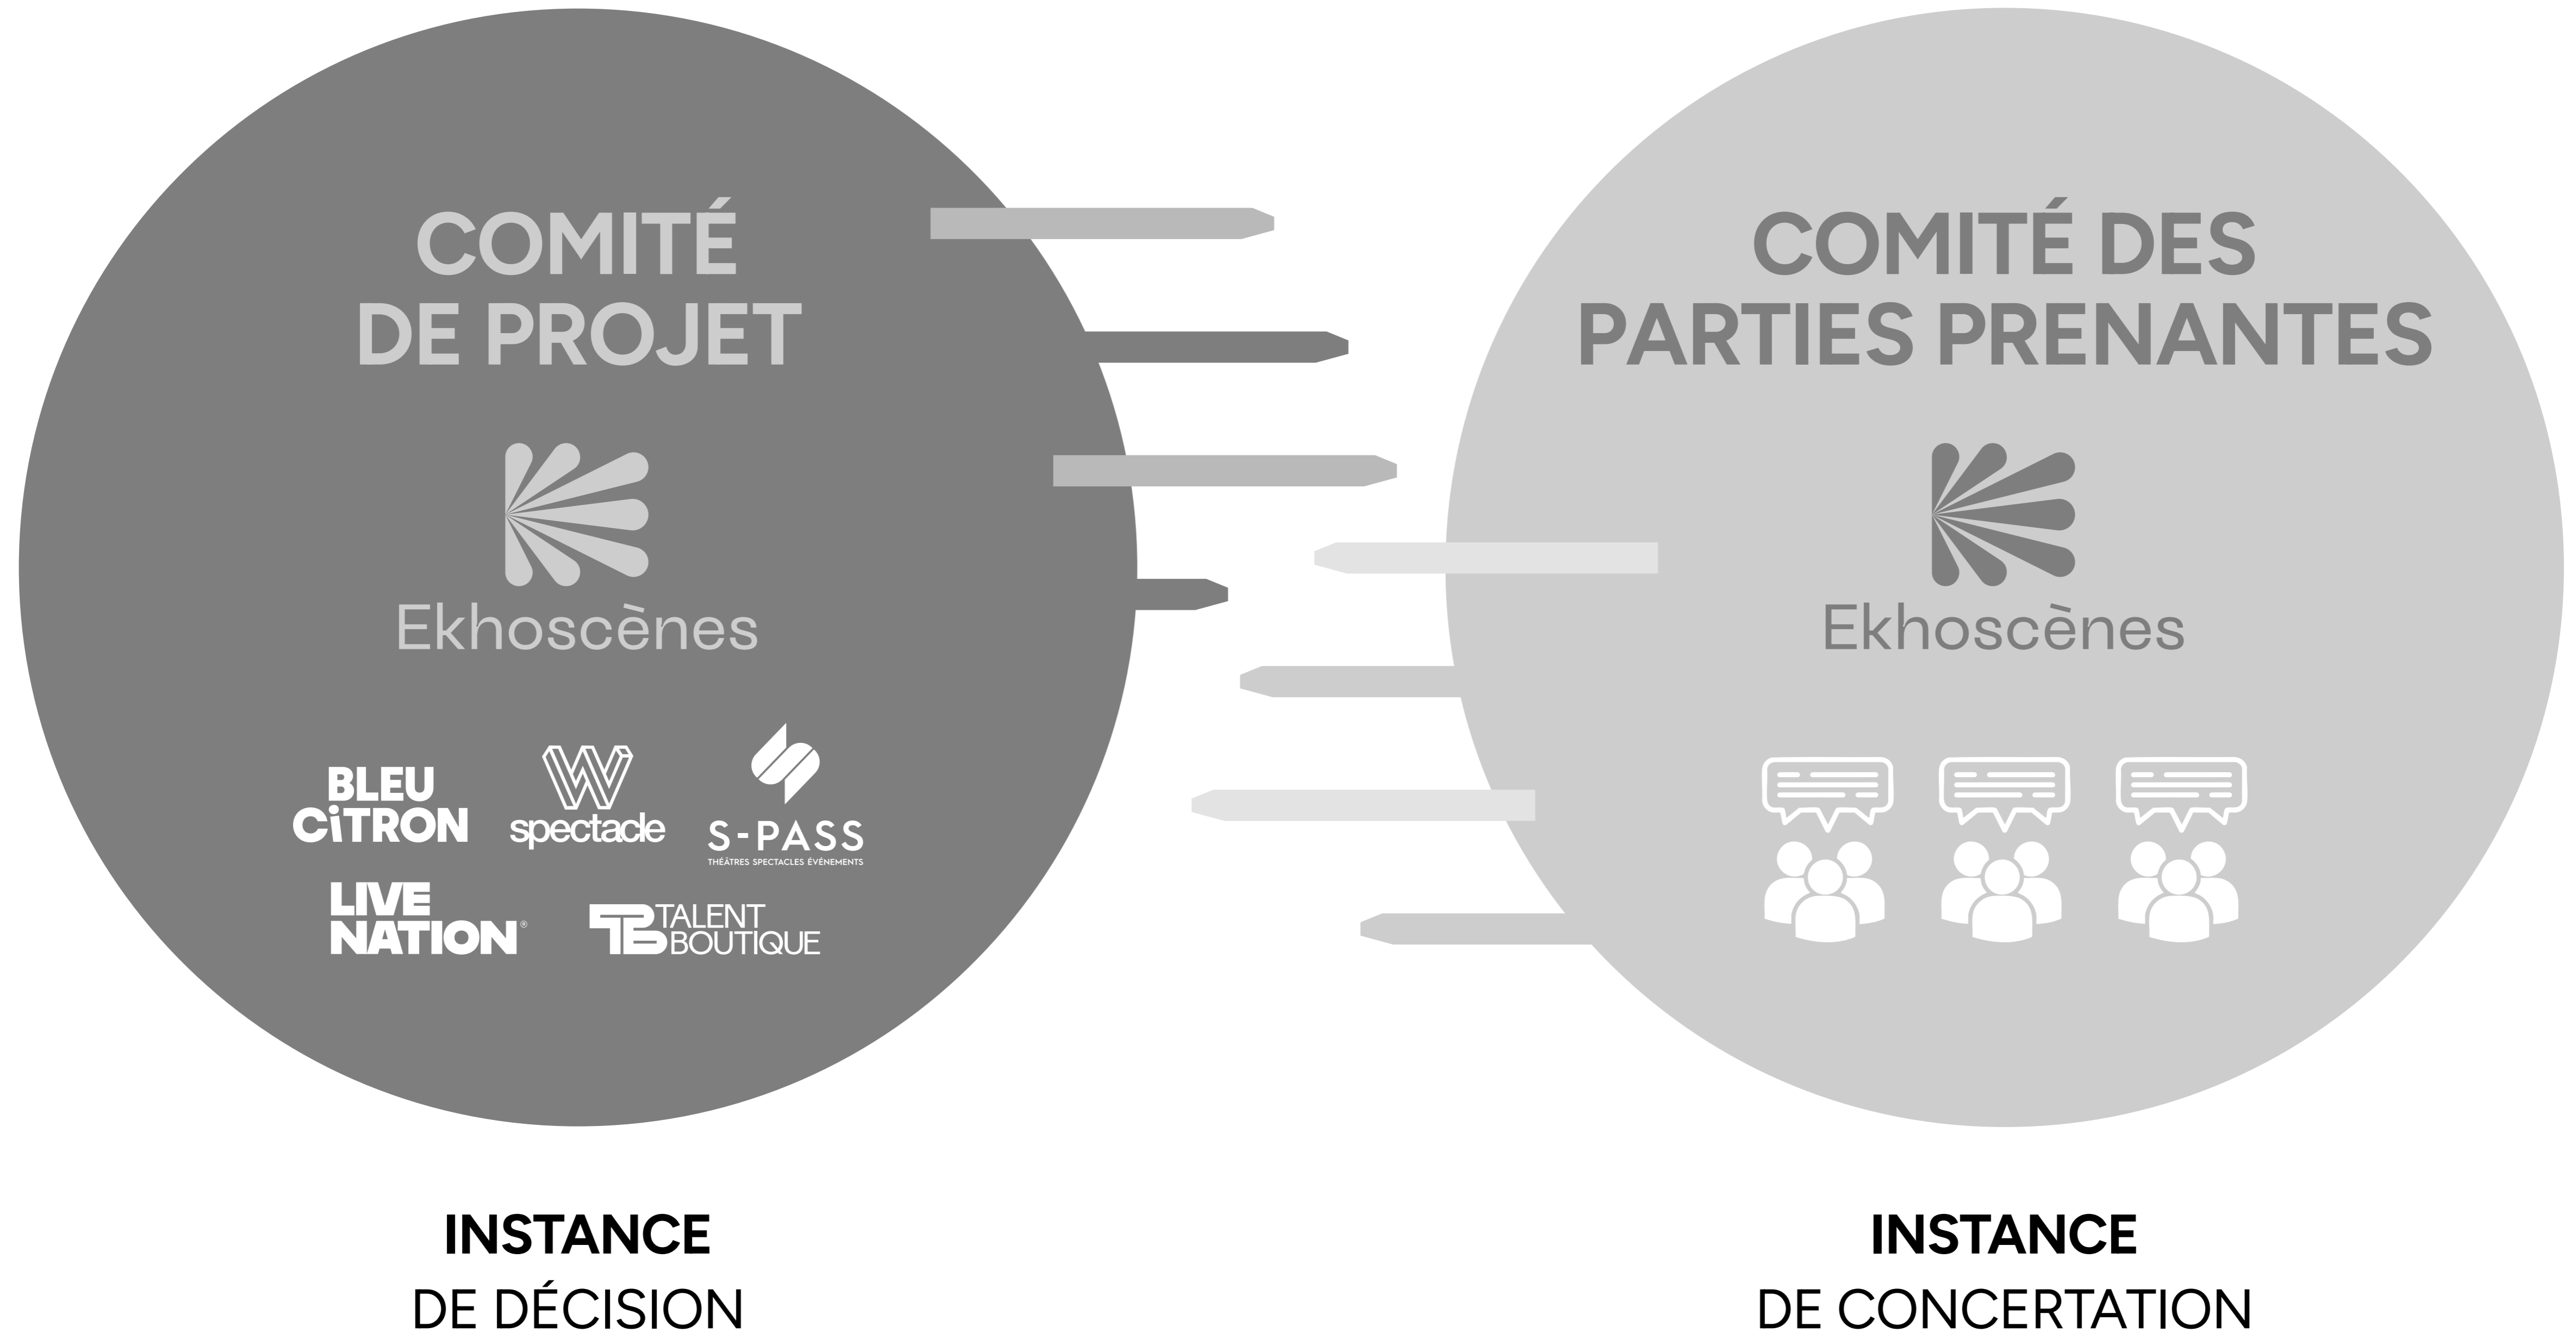 COMITÉ
DE PROJET
Ekhoscènes
BLEU
CiTRON
W
spectacle
S-PASS
THÉÂTRES SPECTACLES ÉVÉNEMENTS
LIVE
NATION®
TB TALENT
BOUTIQUE
INSTANCE
DE DÉCISION
COMITÉ DES
PARTIES PRENANTES
Ekhoscènes
INSTANCE
DE CONCERTATION